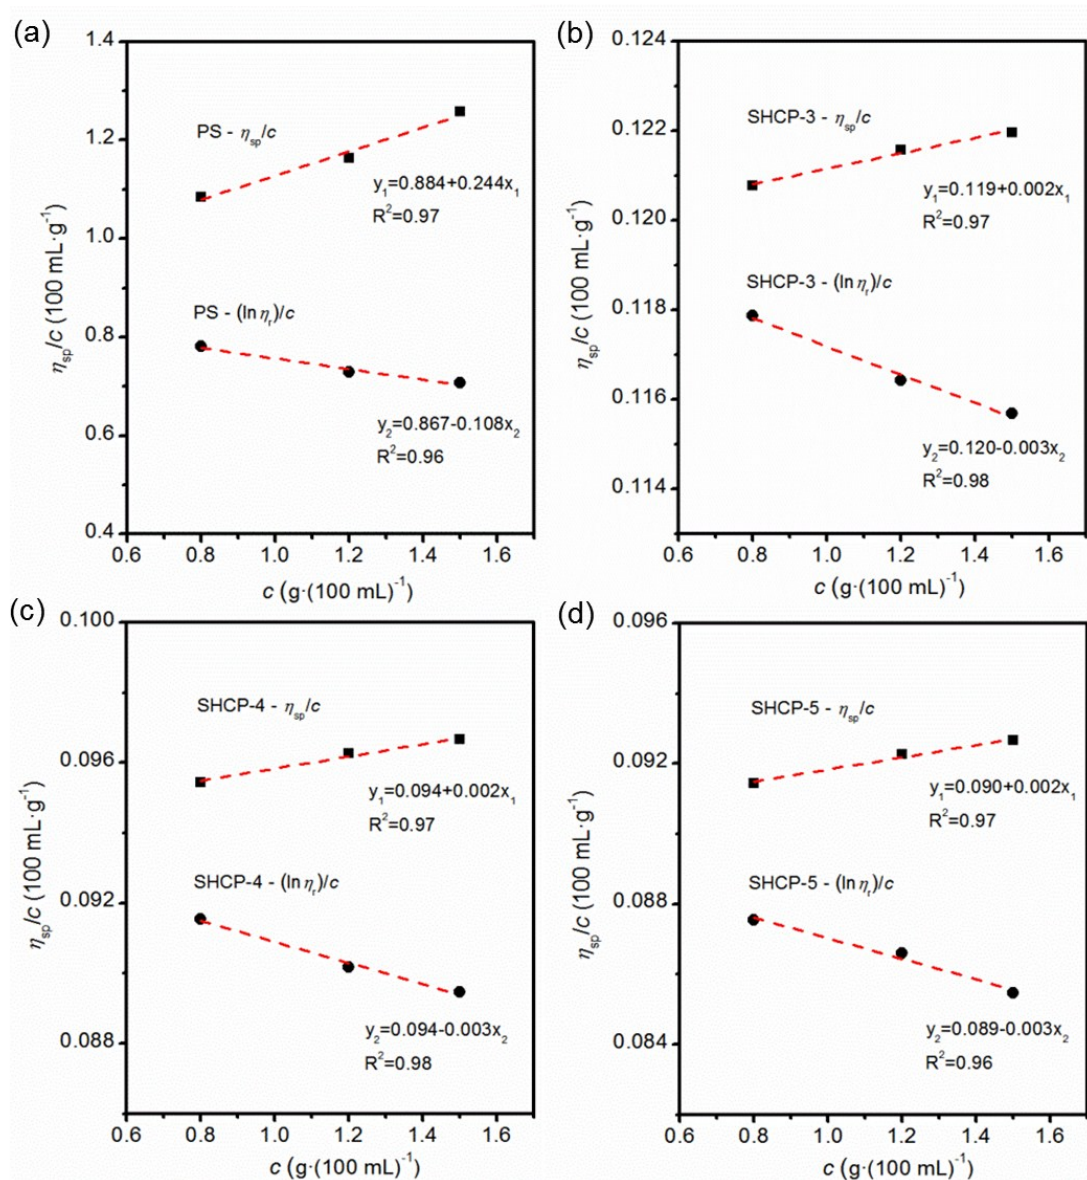 (a)
1.4
1.2
1.0
0.8
0.6
0.4
ηsp/c (100 mL·g⁻¹)
PS - ηsp/c
y₁=0.884+0.244x₁
R²=0.97
PS - (ln ηr)/c
y₂=0.867-0.108x₂
R²=0.96
0.6 0.8 1.0 1.2 1.4 1.6
c (g·(100 mL)⁻¹)
(b)
0.124
0.122
0.120
0.118
0.116
0.114
ηsp/c (100 mL·g⁻¹)
SHCP-3 - ηsp/c
y₁=0.119+0.002x₁
R²=0.97
SHCP-3 - (ln ηr)/c
y₂=0.120-0.003x₂
R²=0.98
0.6 0.8 1.0 1.2 1.4 1.6
c (g·(100 mL)⁻¹)
(c)
0.100
0.096
0.092
0.088
ηsp/c (100 mL·g⁻¹)
SHCP-4 - ηsp/c
y₁=0.094+0.002x₁
R²=0.97
SHCP-4 - (ln ηr)/c
y₂=0.094-0.003x₂
R²=0.98
0.6 0.8 1.0 1.2 1.4 1.6
c (g·(100 mL)⁻¹)
(d)
0.096
0.092
0.088
0.084
ηsp/c (100 mL·g⁻¹)
SHCP-5 - ηsp/c
y₁=0.090+0.002x₁
R²=0.97
SHCP-5 - (ln ηr)/c
y₂=0.089-0.003x₂
R²=0.96
0.6 0.8 1.0 1.2 1.4 1.6
c (g·(100 mL)⁻¹)